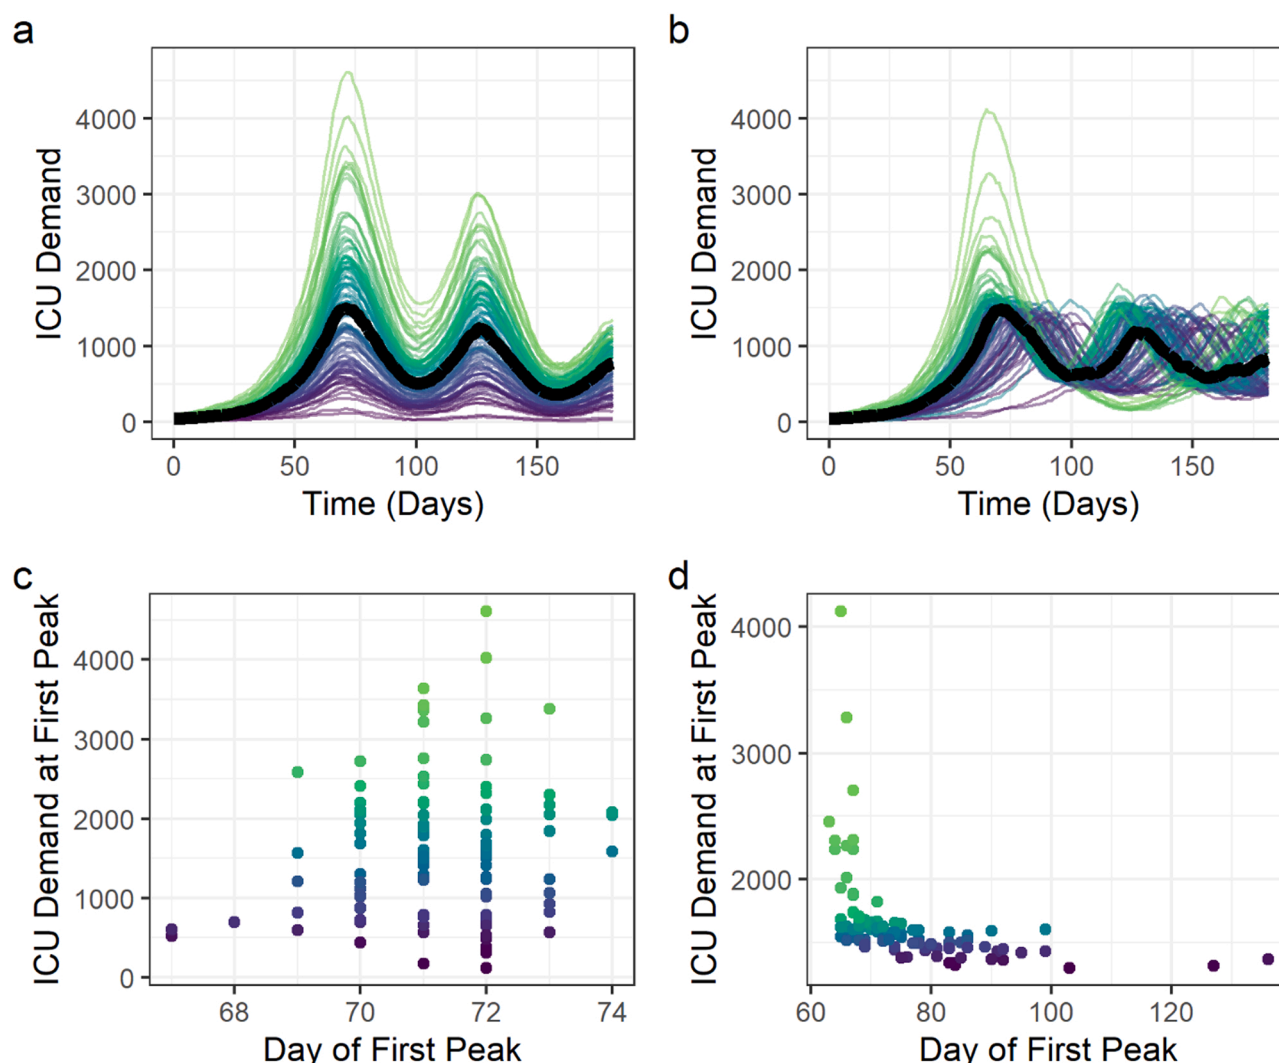 a
b
ICU Demand
4000
3000
2000
1000
0
0 50 100 150
Time (Days)
ICU Demand
4000
3000
2000
1000
0
0 50 100 150
Time (Days)
c
d
ICU Demand at First Peak
4000
3000
2000
1000
0
68 70 72 74
Day of First Peak
ICU Demand at First Peak
4000
3000
2000
60 80 100 120
Day of First Peak